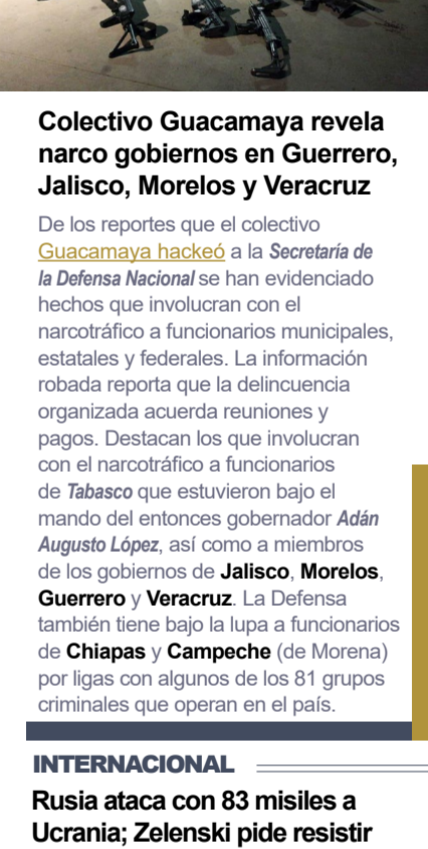 Colectivo Guacamaya revela
narco gobiernos en Guerrero,
Jalisco, Morelos y Veracruz
De los reportes que el colectivo
Guacamaya hackeó a la Secretaría de
la Defensa Nacional se han evidenciado
hechos que involucran con el
narcotráfico a funcionarios municipales,
estatales y federales. La información
robada reporta que la delincuencia
organizada acuerda reuniones y
pagos. Destacan los que involucran
con el narcotráfico a funcionarios
de Tabasco que estuvieron bajo el
mando del entonces gobernador Adán
Augusto López, así como a miembros
de los gobiernos de Jalisco, Morelos,
Guerrero y Veracruz. La Defensa
también tiene bajo la lupa a funcionarios
de Chiapas y Campeche (de Morena)
por ligas con algunos de los 81 grupos
criminales que operan en el país.
INTERNACIONAL
Rusia ataca con 83 misiles a
Ucrania; Zelenski pide resistir